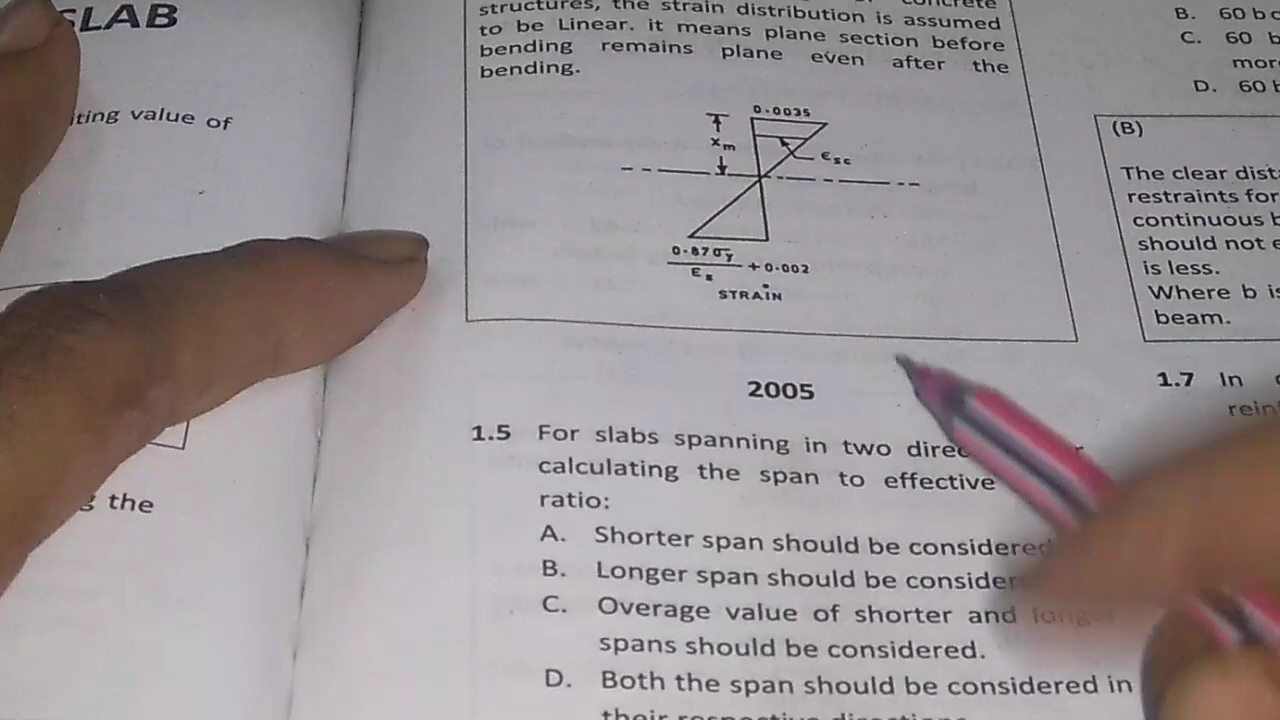 SLAB
iting value of
the
structures, the strain distribution is assumed
to be Linear. it means plane section before
bending remains plane even after the
bending.
0.0035
xm
εsc
0.87σy
Es
+0.002
STRAIN
2005
1.5 For slabs spanning in two
calculating the span to effective
ratio:
A. Shorter span should be considered
B. Longer span should be consider
C. Overage value of shorter and longe
spans should be considered.
D. Both the span should be considered in
their respective directions
B. 60 b
C. 60 b
mor
D. 60 b
(B)
The clear dist
restraints for
continuous b
should not e
is less.
Where b is
beam.
1.7 In
rein